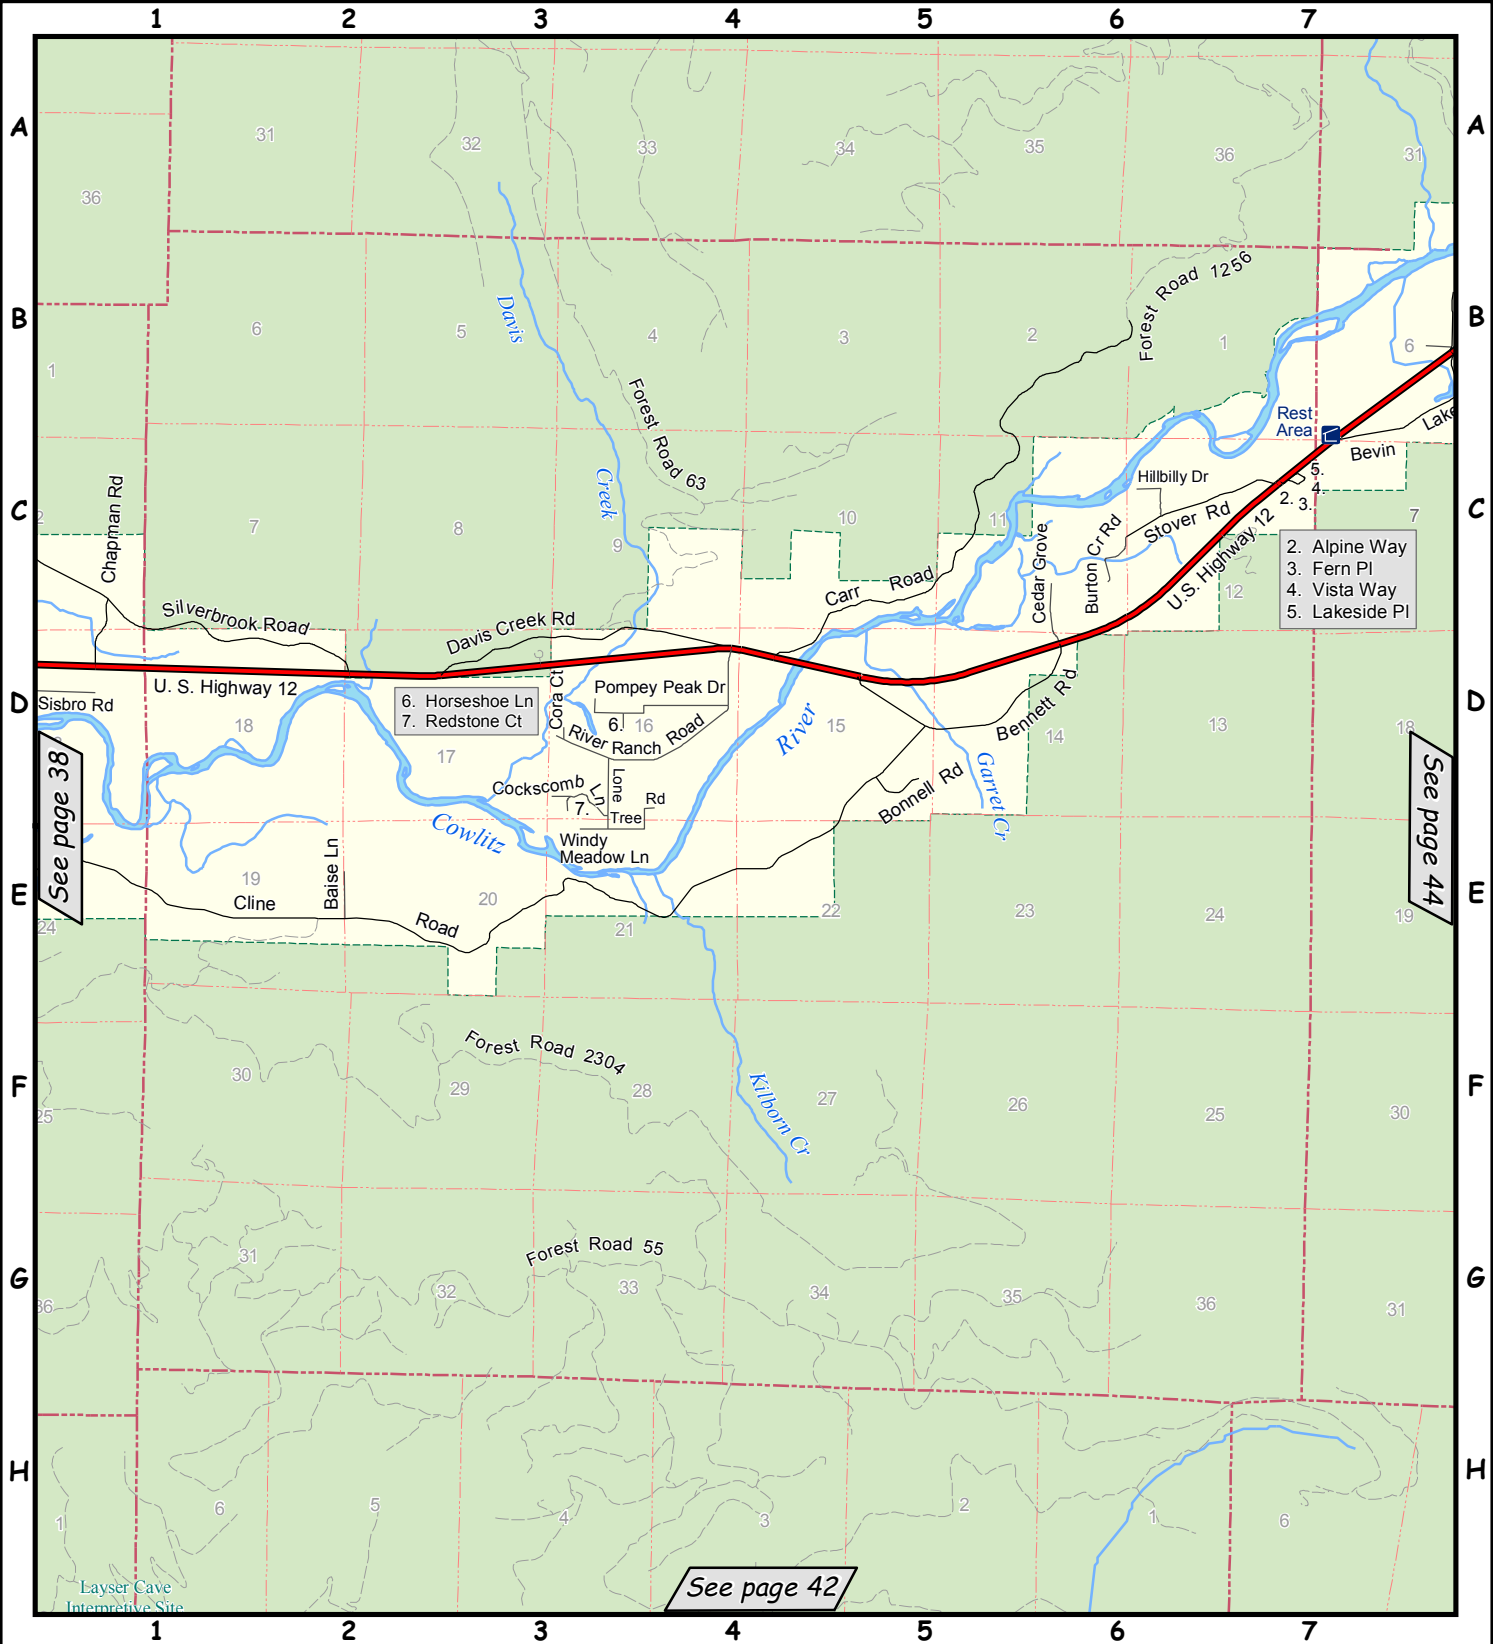 1 2 3 4 5 6 7
A A
31 32 33 34 35 36 31
36
Forest Road 1256
B B
Davis
6 5 4 3 2 1 6
1
Forest Road 63
Rest
Area
Lake
Bevin
Creek
Chapman Rd
Hillbilly Dr
5.
4.
2. 3.
C C
2 7 8 9 10 11 12 7
Stover Rd
U.S. Highway 12
Burton Cr Rd
Cedar Grove
2. Alpine Way
3. Fern Pl
4. Vista Way
5. Lakeside Pl
Carr Road
Silverbrook Road
Davis Creek Rd
U. S. Highway 12
D D
Sisbro Rd
6. Horseshoe Ln
7. Redstone Ct
Cora Ct
Pompey Peak Dr
6.
River Ranch Road
18 17 16 15 14 13 18
River
Bennett Rd
Garret Cr
Bonnell Rd
See page 38
See page 44
Cockscomb Ln
7.
Lone
Tree
Rd
Cowlitz
Windy
Meadow Ln
E E
Baise Ln
Cline Road
24 19 20 21 22 23 24 19
Forest Road 2304
F F
25 30 29 28 27 26 25 30
Kilborn Cr
Forest Road 55
G G
36 31 32 33 34 35 36 31
H H
1 6 5 4 3 2 1 6
Layser Cave
Interpretive Site
See page 42
1 2 3 4 5 6 7